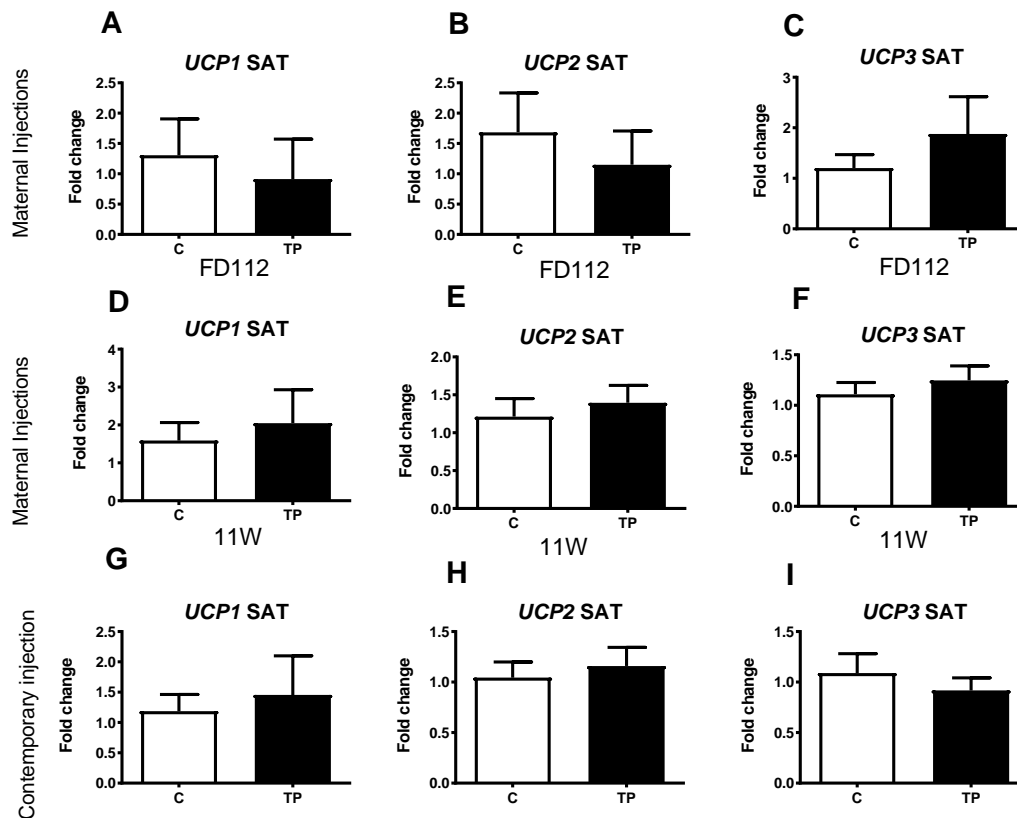 Maternal Injections
A
UCP1 SAT
Fold change
2.5
2.0
1.5
1.0
0.5
0.0
C
TP
FD112
B
UCP2 SAT
Fold change
2.5
2.0
1.5
1.0
0.5
0.0
C
TP
FD112
C
UCP3 SAT
Fold change
3
2
1
0
C
TP
FD112
Maternal Injections
D
UCP1 SAT
Fold change
4
3
2
1
0
C
TP
11W
E
UCP2 SAT
Fold change
2.0
1.5
1.0
0.5
0.0
C
TP
11W
F
UCP3 SAT
Fold change
1.5
1.0
0.5
0.0
C
TP
11W
Contemporary injection
G
UCP1 SAT
Fold change
2.5
2.0
1.5
1.0
0.5
0.0
C
TP
H
UCP2 SAT
Fold change
1.5
1.0
0.5
0.0
C
TP
I
UCP3 SAT
Fold change
1.5
1.0
0.5
0.0
C
TP